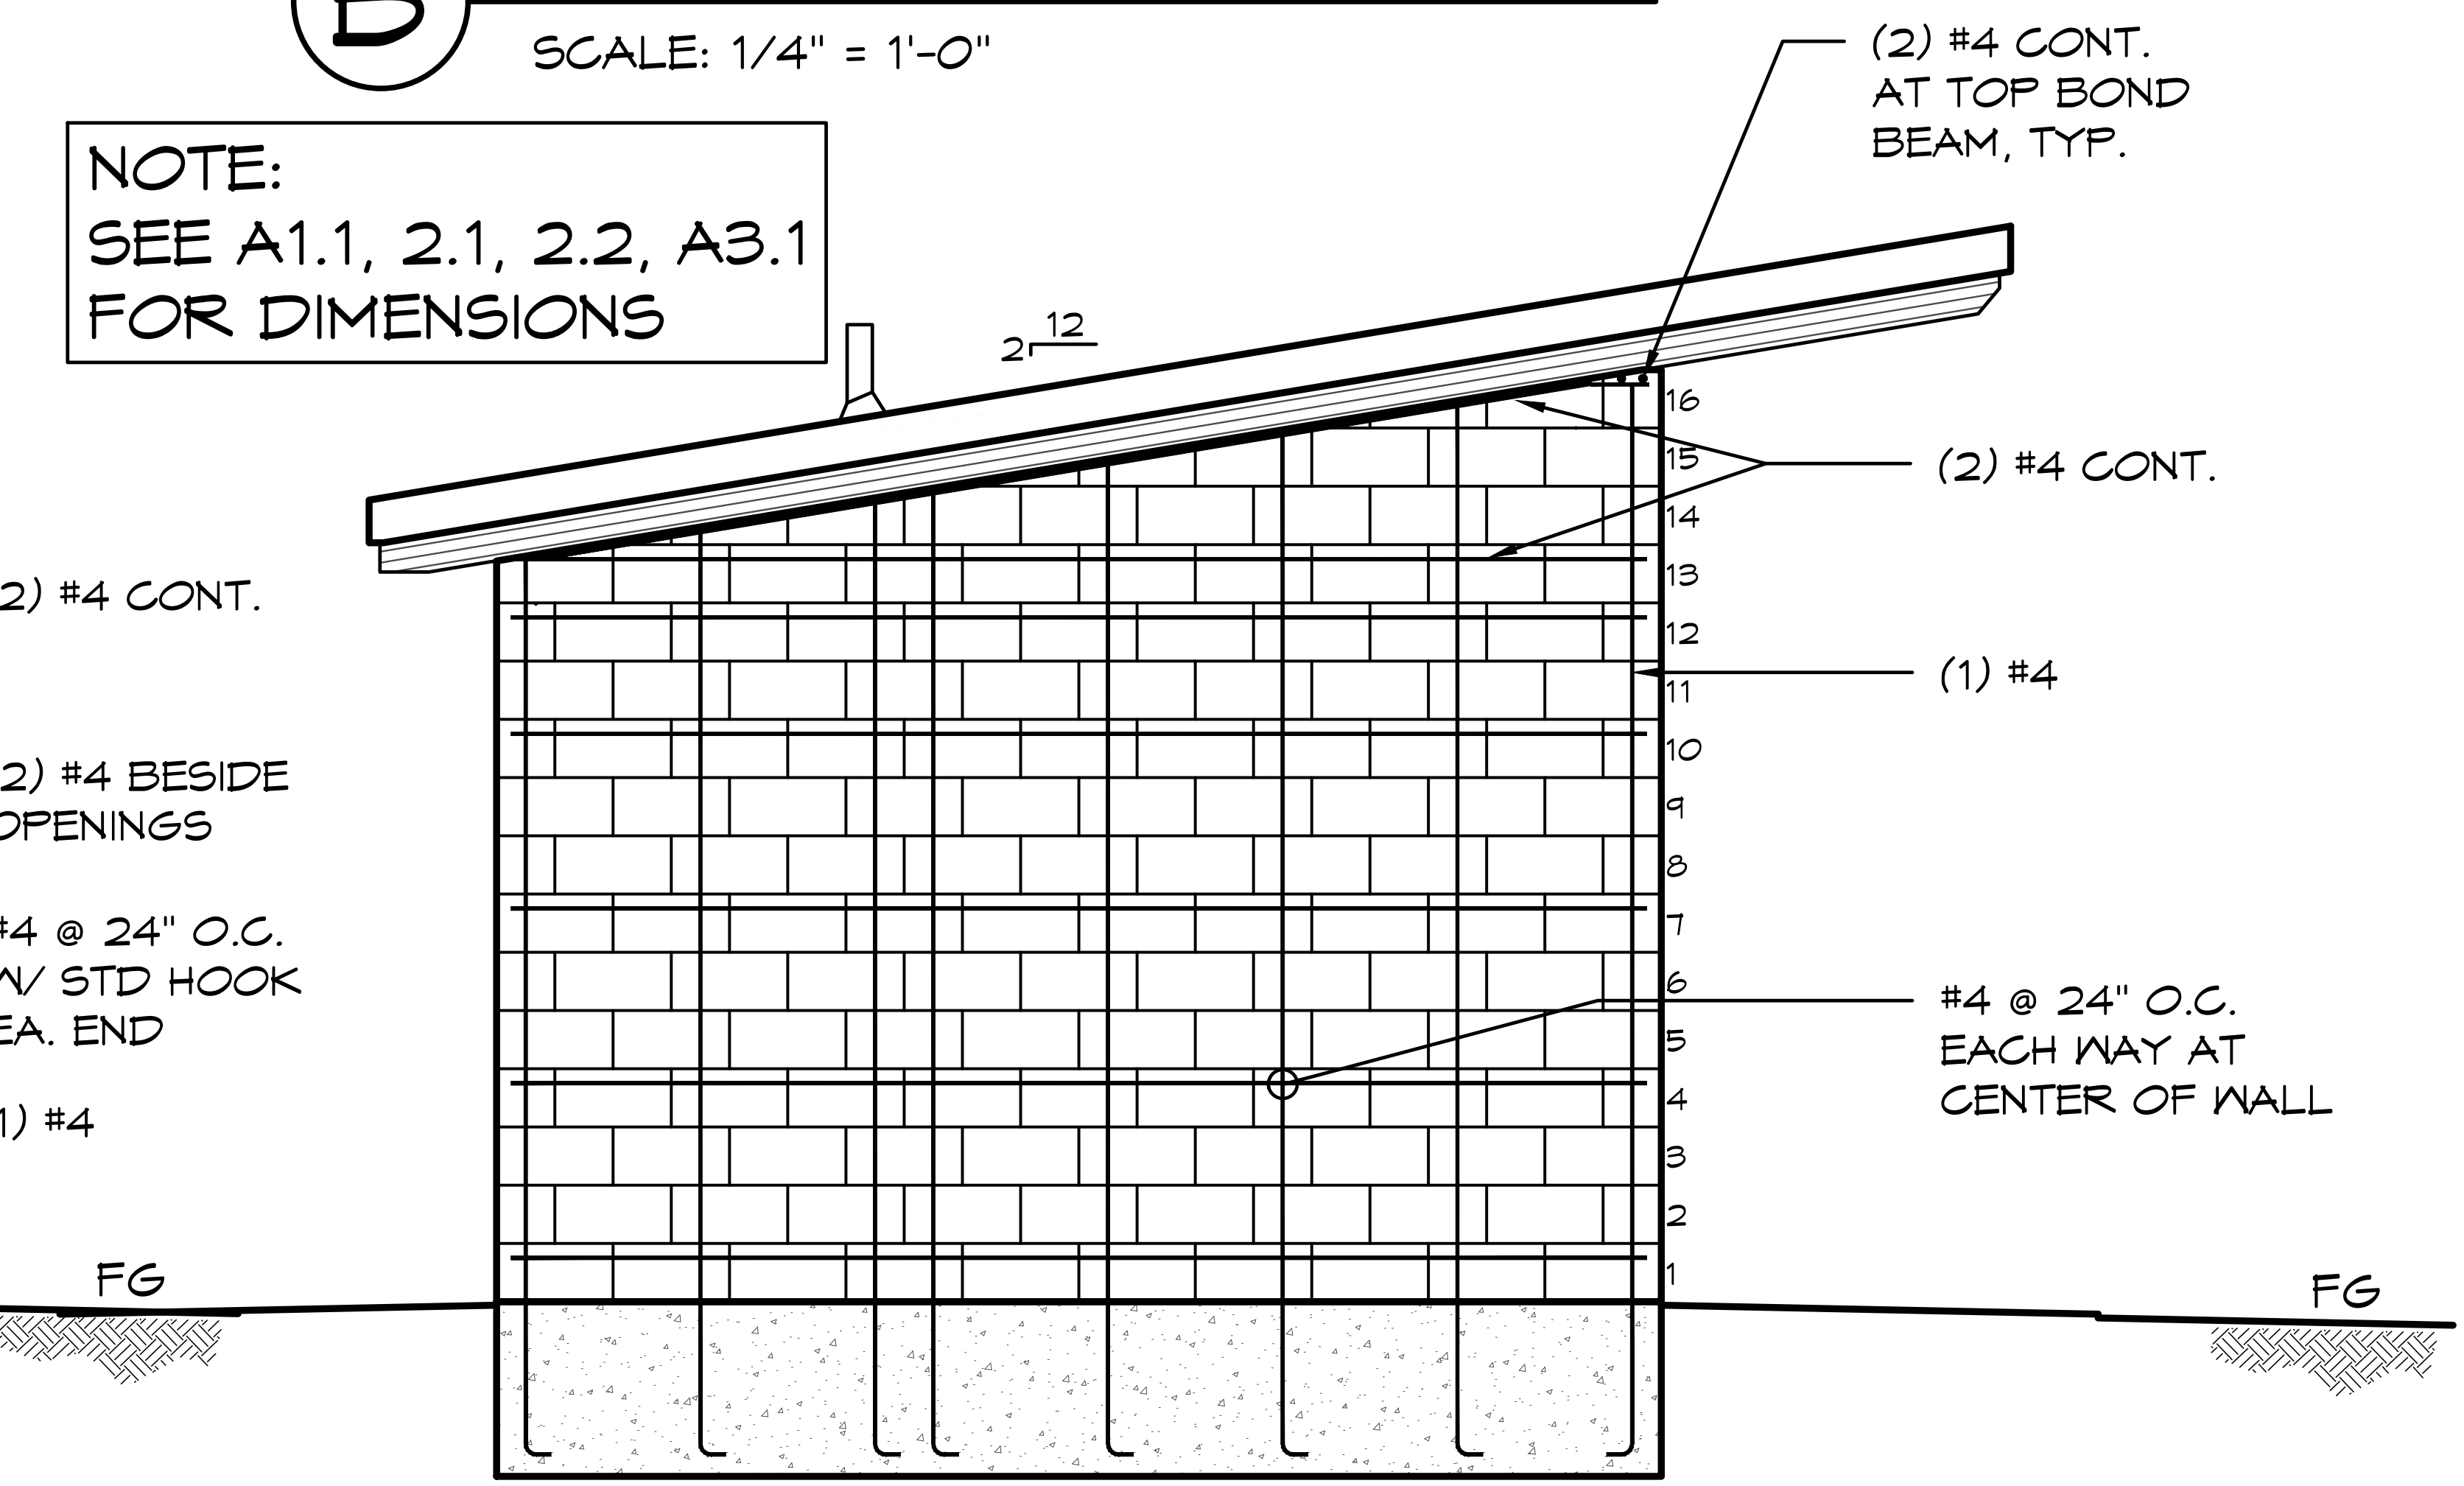 SCALE: 1/4" = 1'-0"
NOTE:
SEE A1.1, 2.1, 2.2, A3.1
FOR DIMENSIONS
(2) #4 CONT.
AT TOP BOND
BEAM, TYP.
12
2
16
15
14
13
12
11
10
9
8
7
6
5
4
3
2
1
(2) #4 CONT.
(1) #4
#4 @ 24" O.C.
EACH WAY AT
CENTER OF WALL
2) #4 CONT.
2) #4 BESIDE
OPENINGS
#4 @ 24" O.C.
W/ STD HOOK
EA. END
1) #4
FG
FG